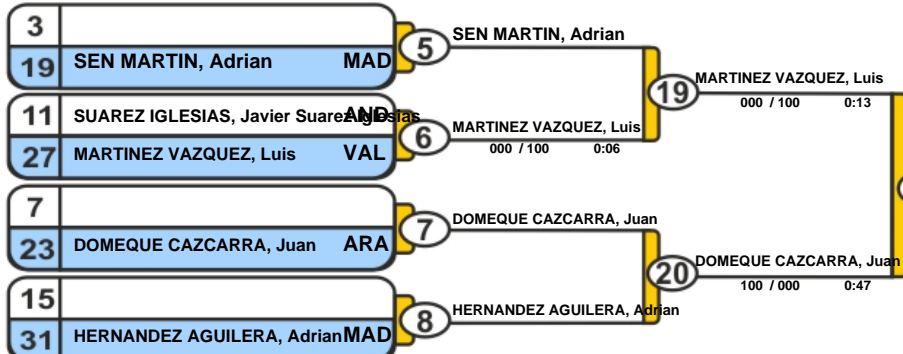 3
19 SEN MARTIN, Adrian MAD
5
SEN MARTIN, Adrian
11 SUAREZ IGLESIAS, Javier Suarez Iglesias AND
27 MARTINEZ VAZQUEZ, Luis VAL
6
MARTINEZ VAZQUEZ, Luis
000 / 100 0:06
19
MARTINEZ VAZQUEZ, Luis
000 / 100 0:13
7
23 DOMEQUE CAZCARRA, Juan ARA
7
DOMEQUE CAZCARRA, Juan
15
31 HERNANDEZ AGUILERA, Adrian MAD
8
HERNANDEZ AGUILERA, Adrian
20
DOMEQUE CAZCARRA, Juan
100 / 000 0:47